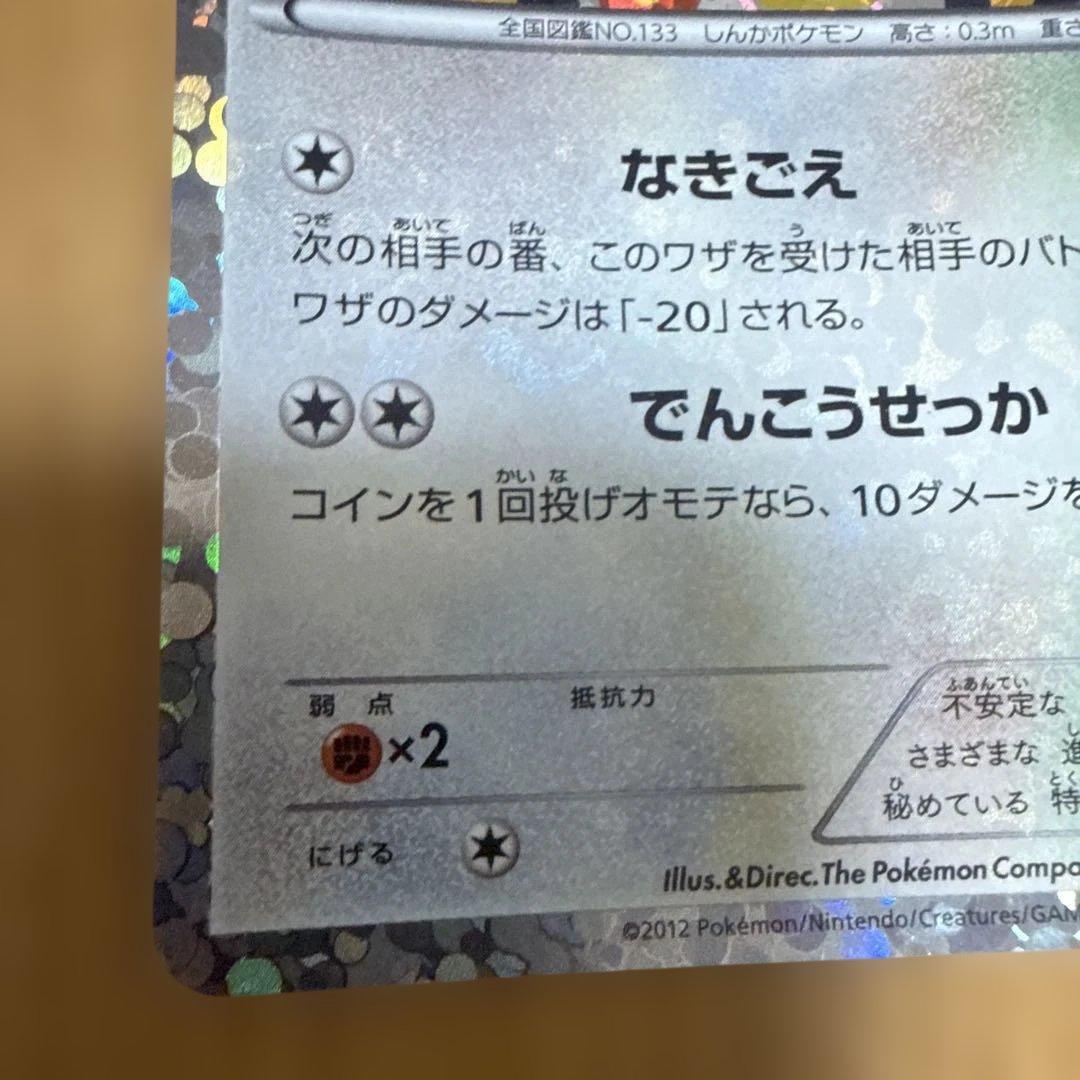 全国図鑑NO.133 しんかポケモン 高さ:0.3m 重さ
なきごえ
次の相手の番、このワザを受けた相手のバト
ワザのダメージは「-20」される。
でんこうせっか
コインを1回投げオモテなら、10ダメージを
弱点 抵抗力
×2
にげる
不安定な
さまざまな 進
秘めている 特
Illus.&Direc.The Pokémon Compa
©2012 Pokémon/Nintendo/Creatures/GAM